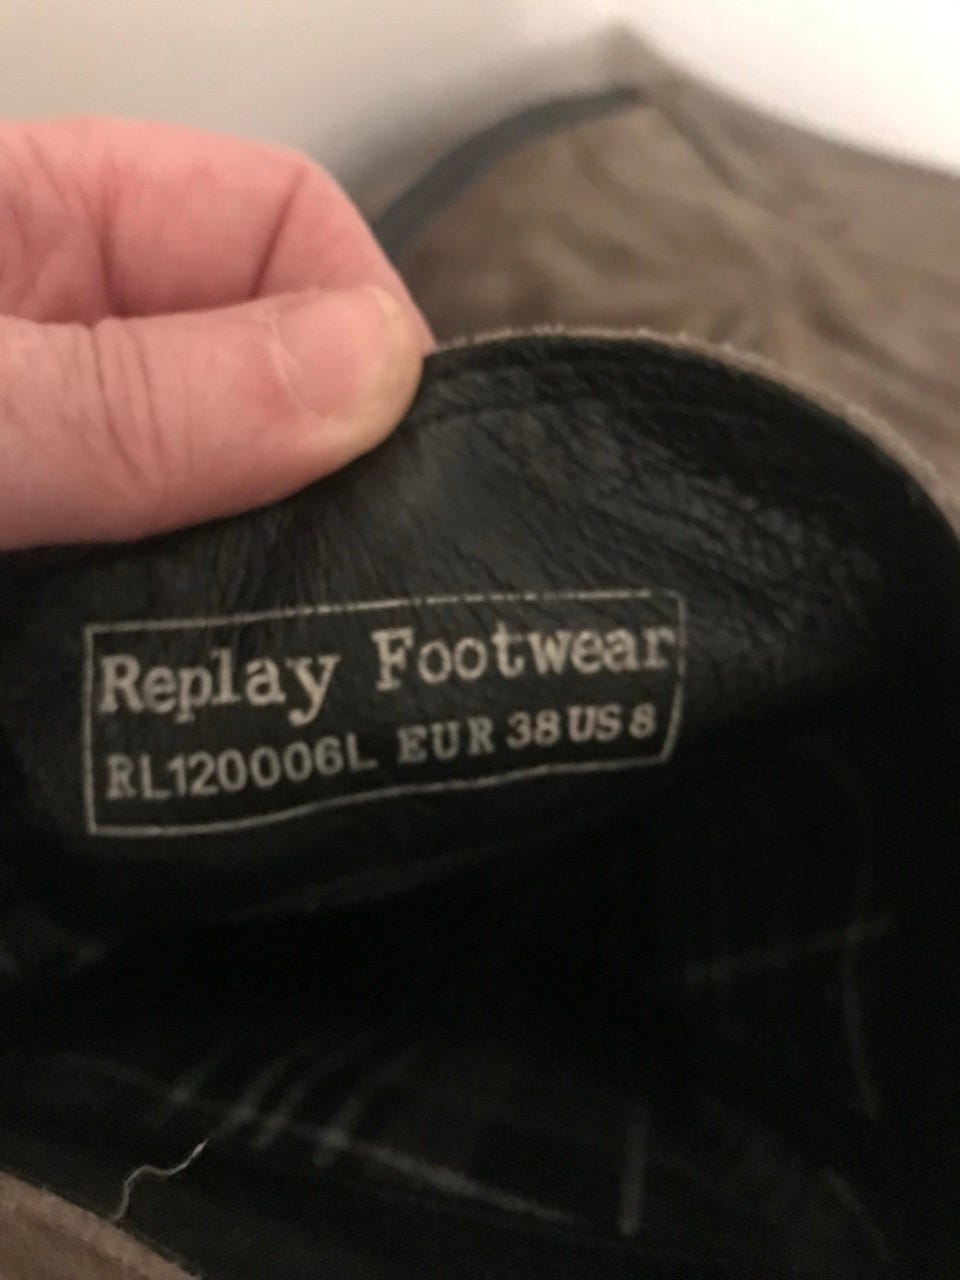 Replay Footwear
RL120006L EUR 38 US 8